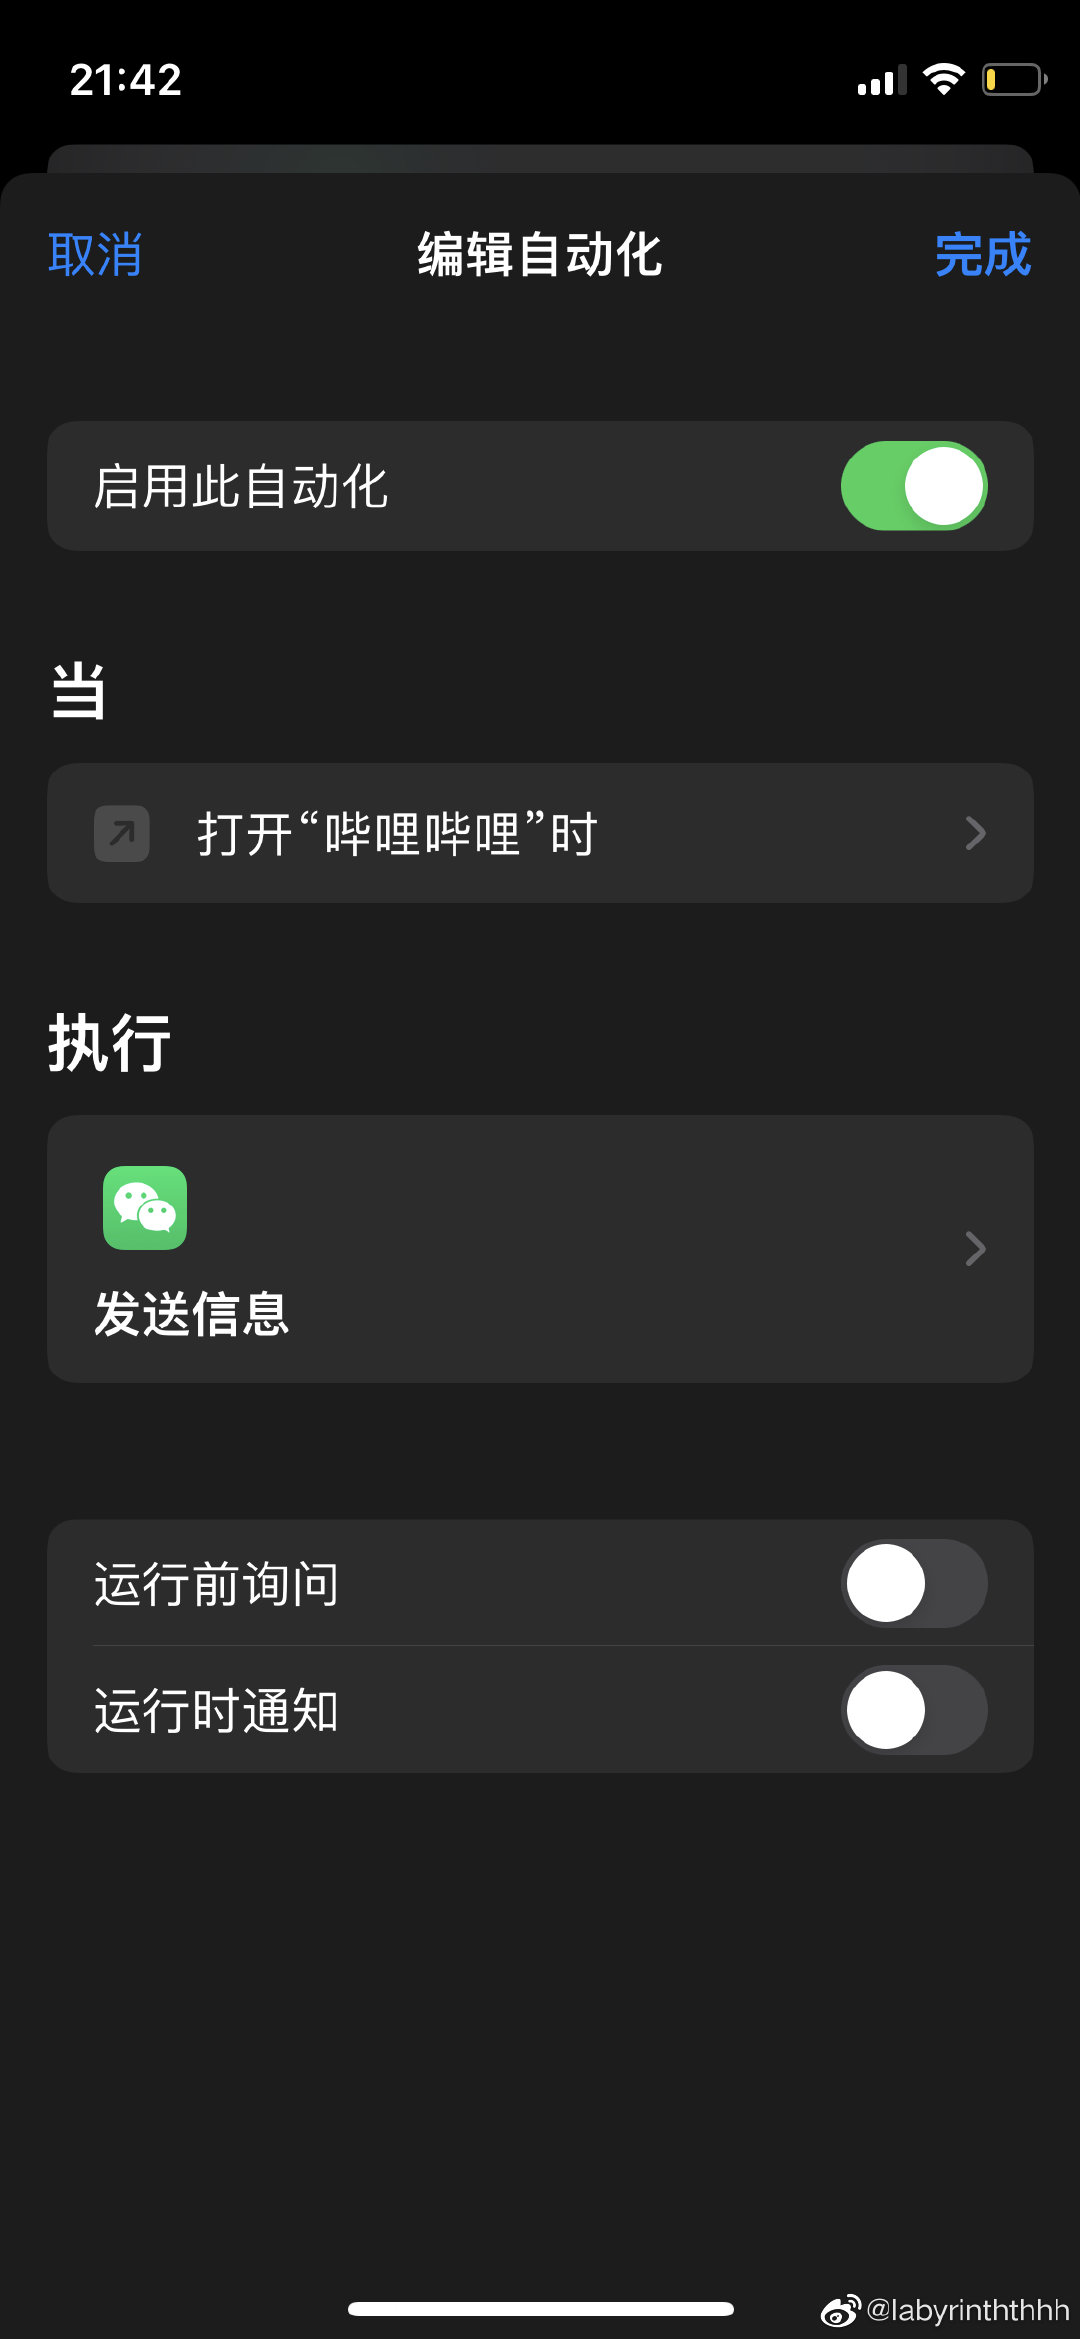 21:42
取消 编辑自动化 完成
启用此自动化
当
打开“哔哩哔哩”时
执行
发送信息
运行前询问
运行时通知
@labyrinththhh